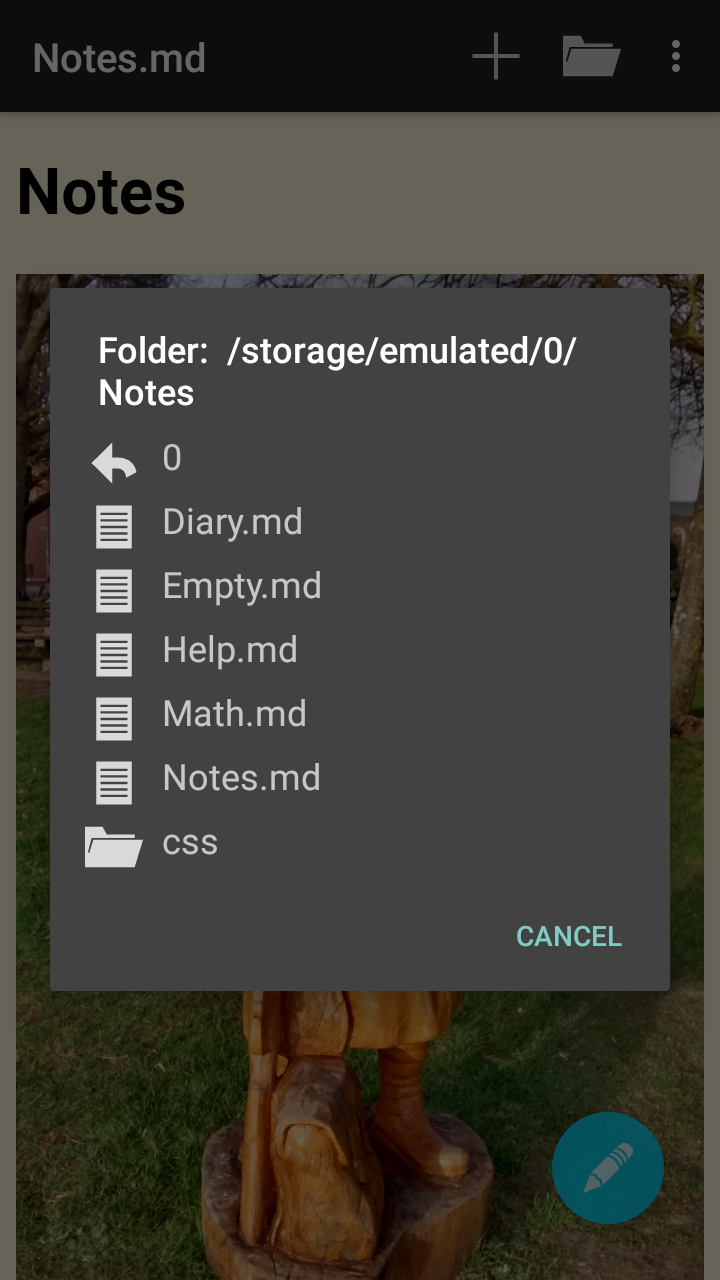 Notes.md
Notes
Folder:  /storage/emulated/0/
Notes
0
Diary.md
Empty.md
Help.md
Math.md
Notes.md
css
CANCEL